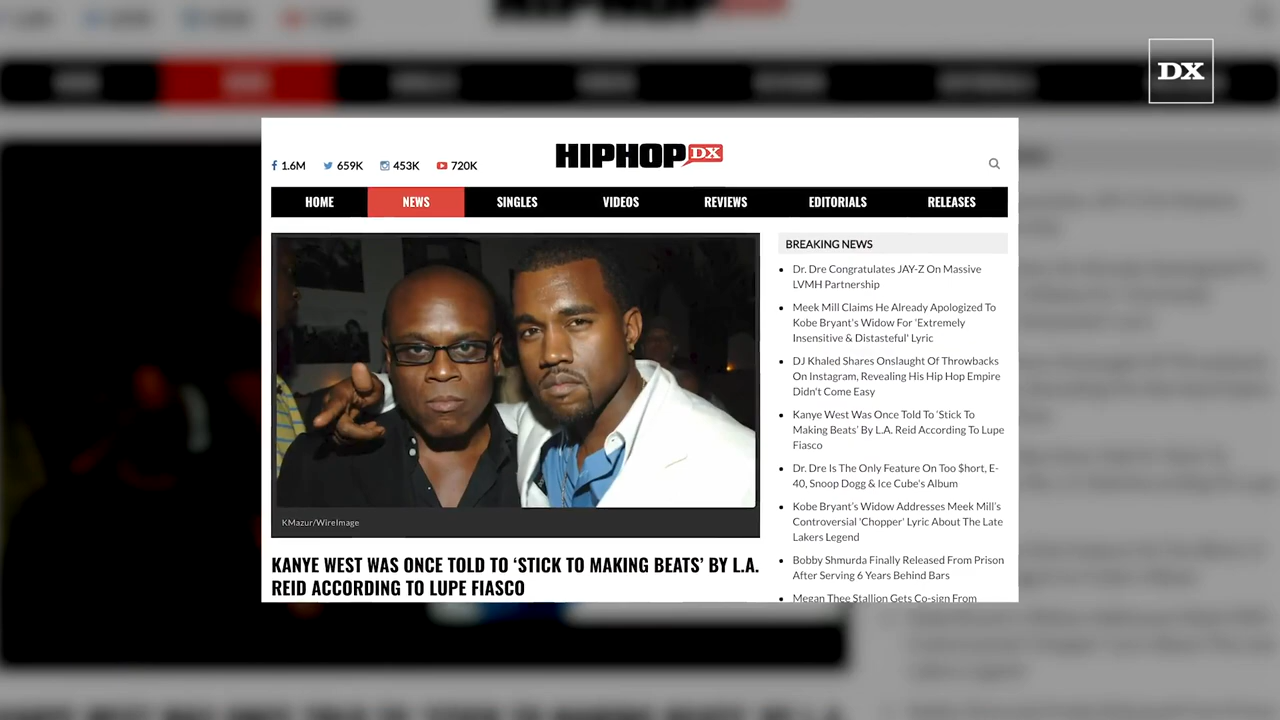 DX
1.6M 659K 453K 720K
HIPHOPDX
HOME NEWS SINGLES VIDEOS REVIEWS EDITORIALS RELEASES
KMazur/WireImage
KANYE WEST WAS ONCE TOLD TO ‘STICK TO MAKING BEATS’ BY L.A.
REID ACCORDING TO LUPE FIASCO
BREAKING NEWS
Dr. Dre Congratulates JAY-Z On Massive
LVMH Partnership
Meek Mill Claims He Already Apologized To
Kobe Bryant's Widow For 'Extremely
Insensitive & Distasteful' Lyric
DJ Khaled Shares Onslaught Of Throwbacks
On Instagram, Revealing His Hip Hop Empire
Didn't Come Easy
Kanye West Was Once Told To 'Stick To
Making Beats' By L.A. Reid According To Lupe
Fiasco
Dr. Dre Is The Only Feature On Too $hort, E-
40, Snoop Dogg & Ice Cube's Album
Kobe Bryant's Widow Addresses Meek Mill's
Controversial 'Chopper' Lyric About The Late
Lakers Legend
Bobby Shmurda Finally Released From Prison
After Serving 6 Years Behind Bars
Megan Thee Stallion Gets Co-sign From